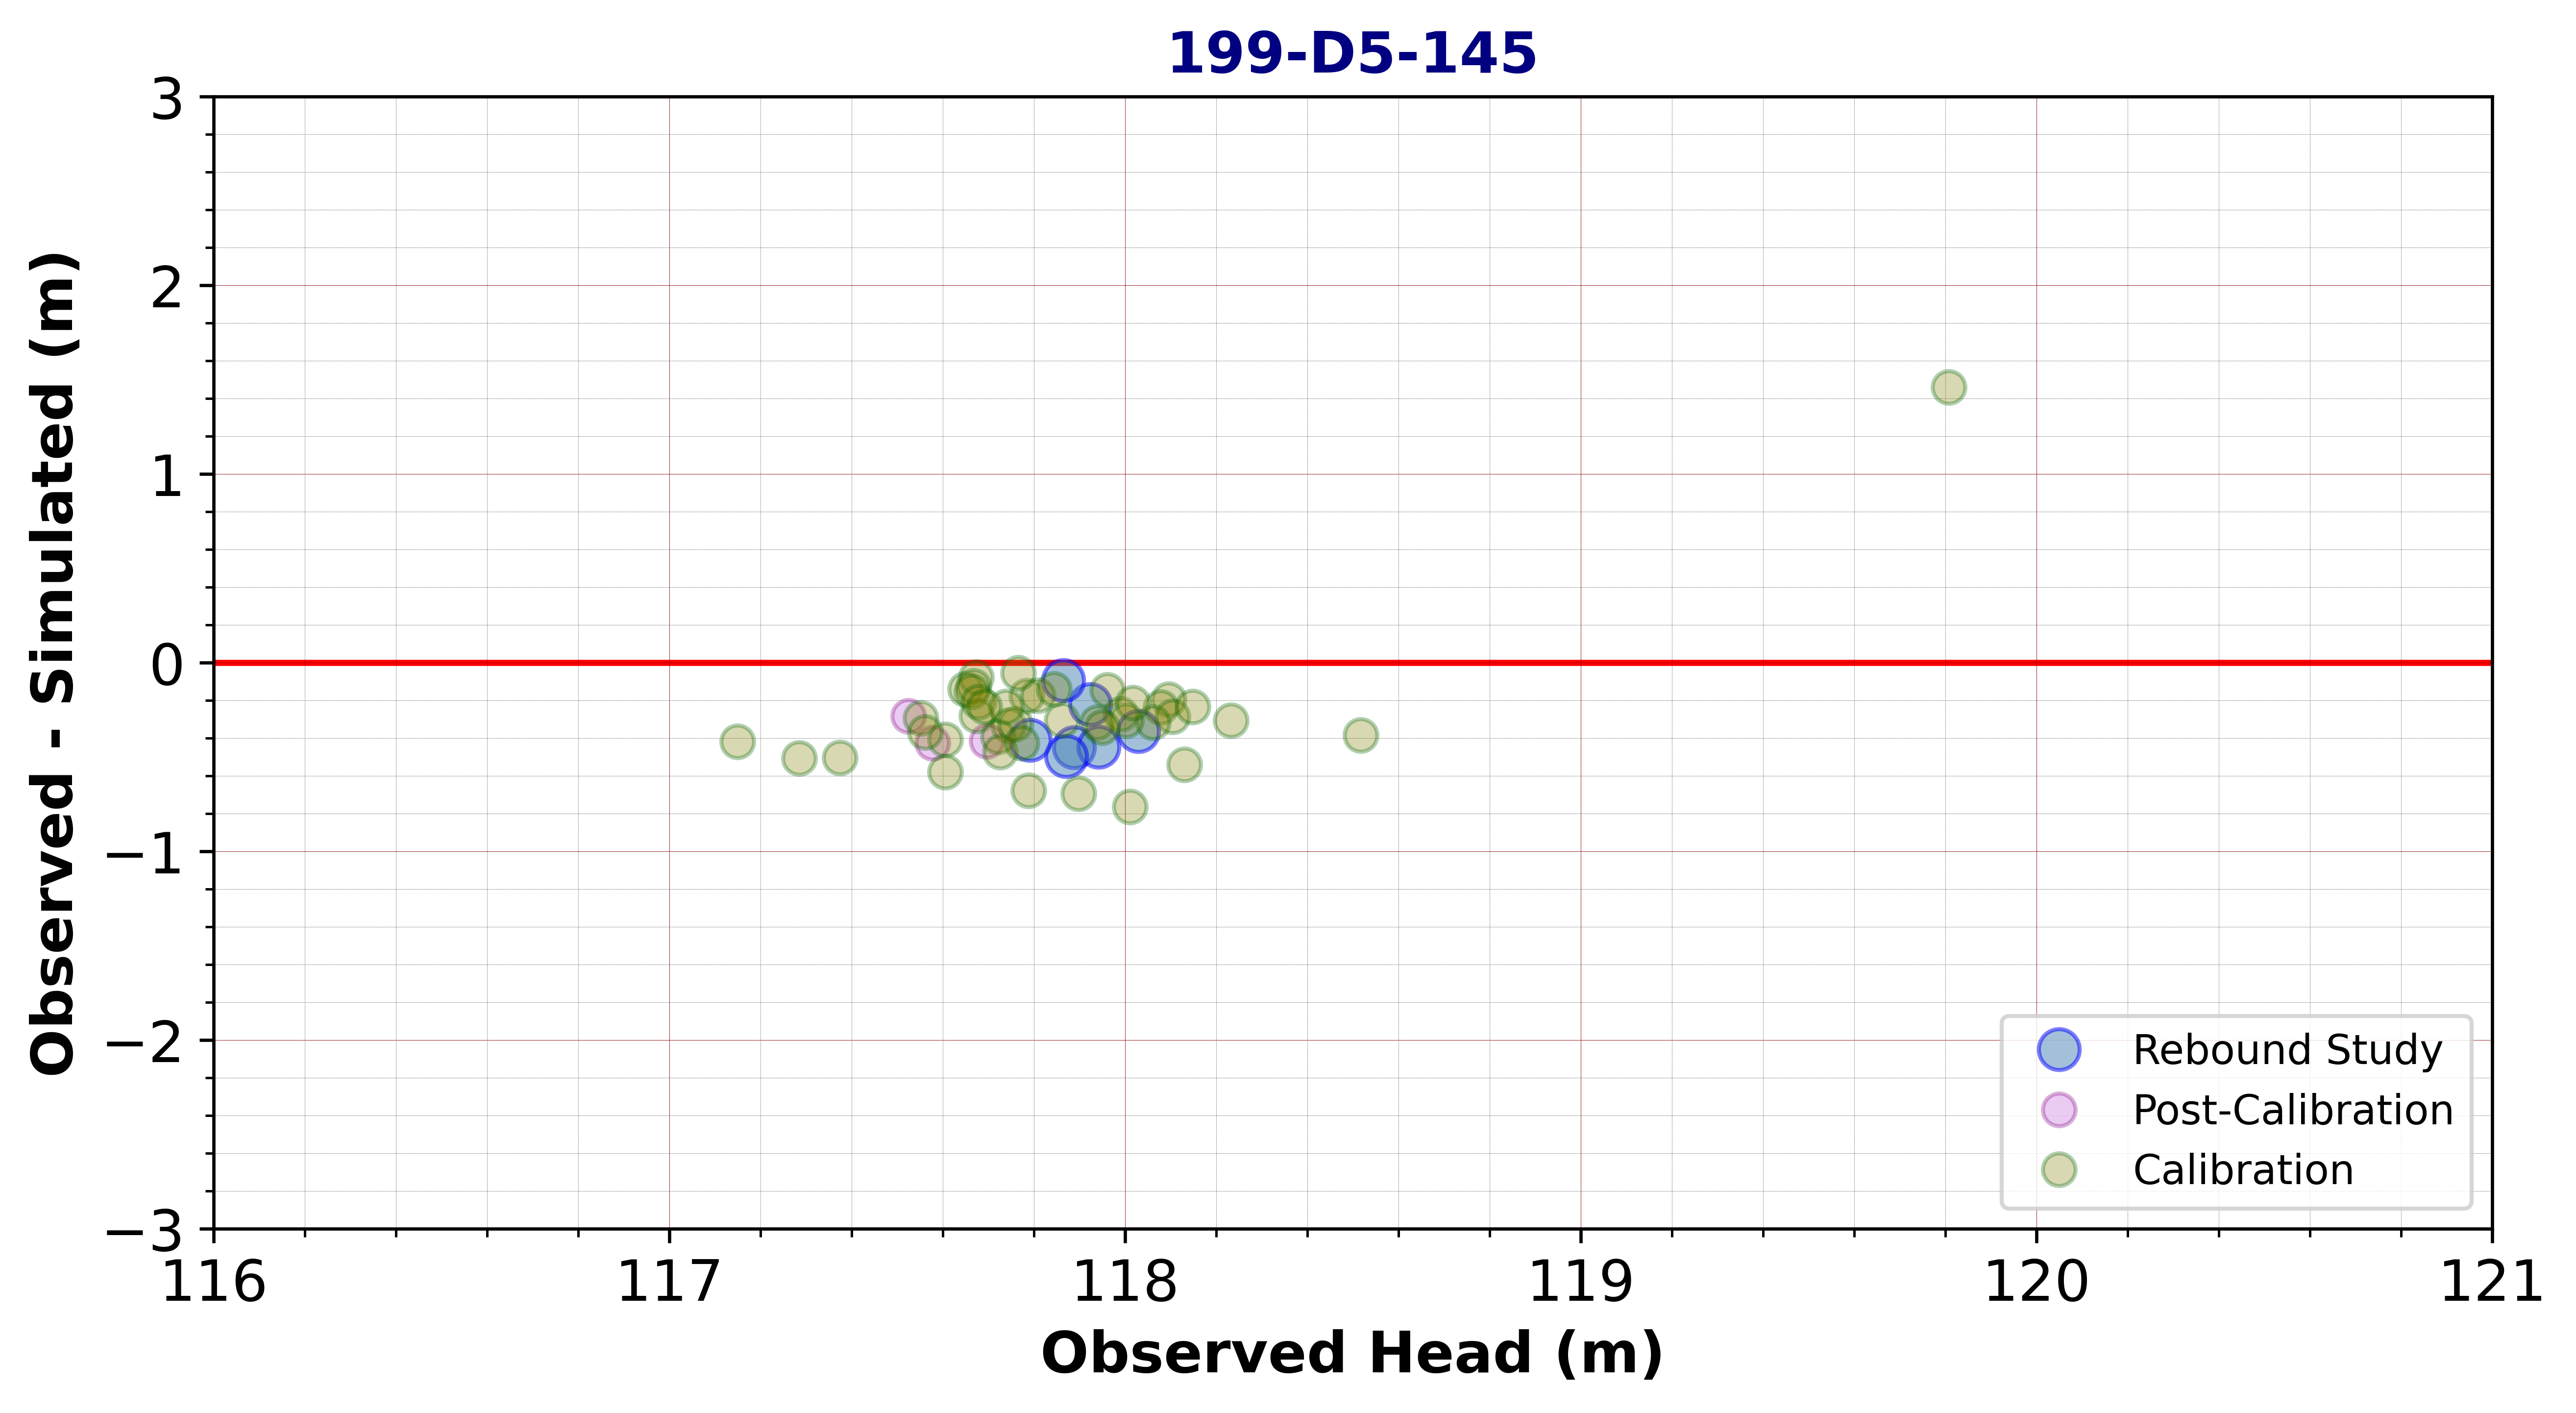 199-D5-145
Observed - Simulated (m)
3
2
1
0
−1
−2
−3
116 117 118 119 120 121
Observed Head (m)
Rebound Study
Post-Calibration
Calibration